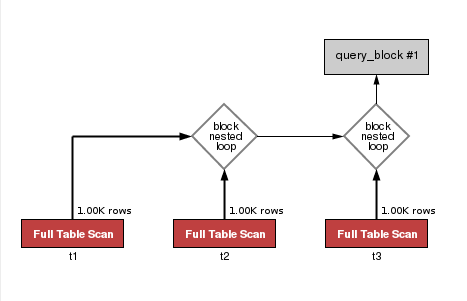 query_block #1
block
nested
loop
block
nested
loop
1.00K rows
1.00K rows
1.00K rows
Full Table Scan
Full Table Scan
Full Table Scan
t1
t2
t3